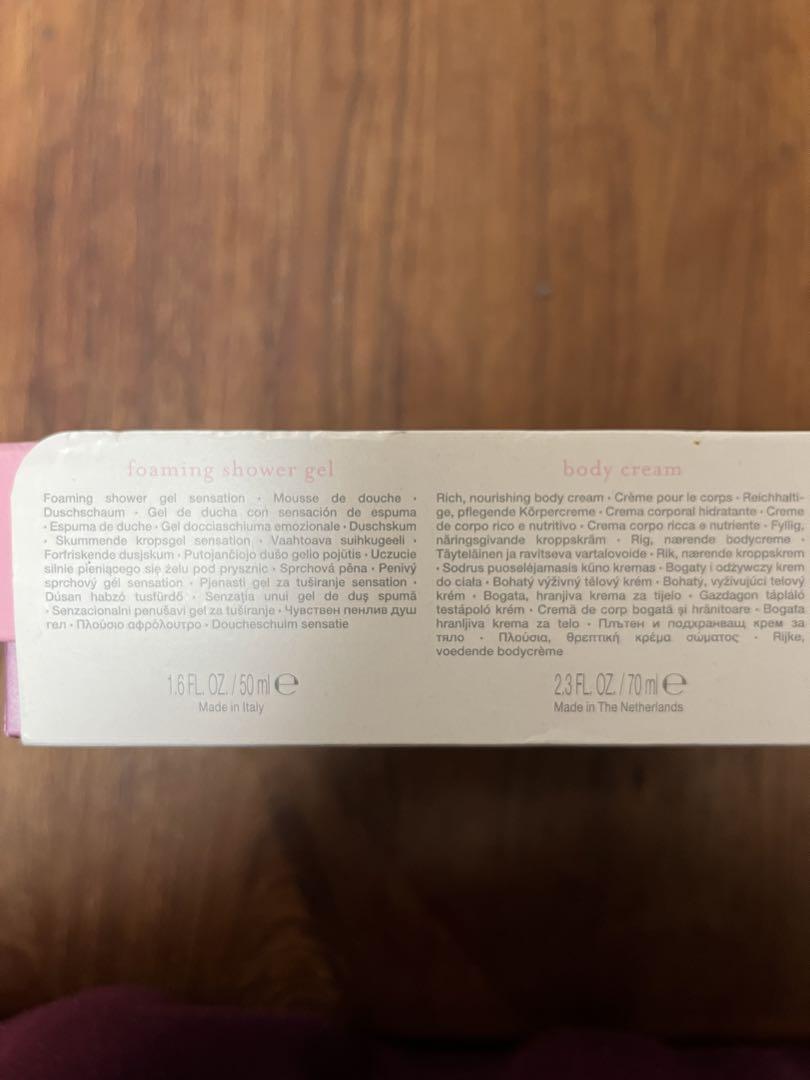 foaming shower gel
Foaming shower gel sensation · Mousse de douche ·
Duschschaum · Gel de ducha con sensación de espuma
· Espuma de duche · Gel docciaschiuma emozionale · Duschskum
· Skummende kropsgel sensation · Vaahtoava suihkugeeli ·
Forfriskende dusjskum · Putojančiojo dušo gelio pojūtis · Uczucie
silnie pieniącego się żelu pod prysznic · Sprchová pěna · Penivý
sprchový gél sensation · Pjenasti gel za tuširanje sensation ·
Dúsan habzó tusfürdő · Senzația unui gel de duș spumă
· Senzacionalni penušavi gel za tuširanje · Чувствен пенлив душ
гел · Πλούσιο αφρόλουτρο · Doucheschuim sensatie
1.6 FL. OZ. / 50 ml ℮
Made in Italy
body cream
Rich, nourishing body cream · Crème pour le corps · Reichhalti-
ge, pflegende Körpercreme · Crema corporal hidratante · Creme
de corpo rico e nutritivo · Crema corpo ricca e nutriente · Fyllig,
näringsgivande kroppskräm · Rig, nærende bodycreme ·
Täyteläinen ja ravitseva vartalovoide · Rik, nærende kroppskrem
· Sodrus puoselėjamasis kūno kremas · Bogaty i odżywczy krem
do ciała · Bohatý výživný tělový krém · Bohatý, vyživujúci telový
krém · Bogata, hranjiva krema za tijelo · Gazdagon tápláló
testápoló krém · Cremă de corp bogată și hrănitoare · Bogata
hranljiva krema za telo · Плътен и подхранващ крем за
тяло · Πλούσια, θρεπτική κρέμα σώματος · Rijke,
voedende bodycrème
2.3 FL. OZ. / 70 ml ℮
Made in The Netherlands